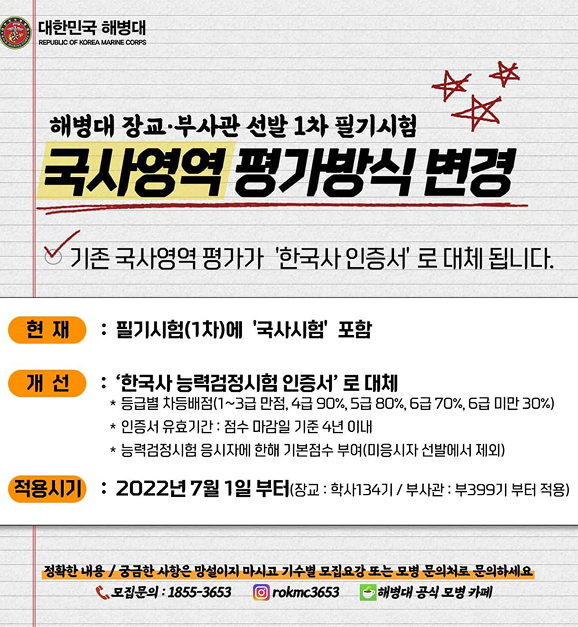 대한민국 해병대
REPUBLIC OF KOREA MARINE CORPS
해병대 장교·부사관 선발 1차 필기시험
국사영역 평가방식 변경
기존 국사영역 평가가 '한국사 인증서' 로 대체 됩니다.
현 재 : 필기시험(1차)에 '국사시험' 포함
개 선 : ‘한국사 능력검정시험 인증서’ 로 대체
* 등급별 차등배점(1~3급 만점, 4급 90%, 5급 80%, 6급 70%, 6급 미만 30%)
* 인증서 유효기간 : 접수 마감일 기준 4년 이내
* 능력검정시험 응시자에 한해 기본점수 부여(미응시자 선발에서 제외)
적용시기 : 2022년 7월 1일 부터(장교 : 학사134기 / 부사관 : 부399기 부터 적용)
정확한 내용 / 궁금한 사항은 망설이지 마시고 기수별 모집요강 또는 모병 문의처로 문의하세요
모집문의 : 1855-3653 rokmc3653 해병대 공식 모병 카페